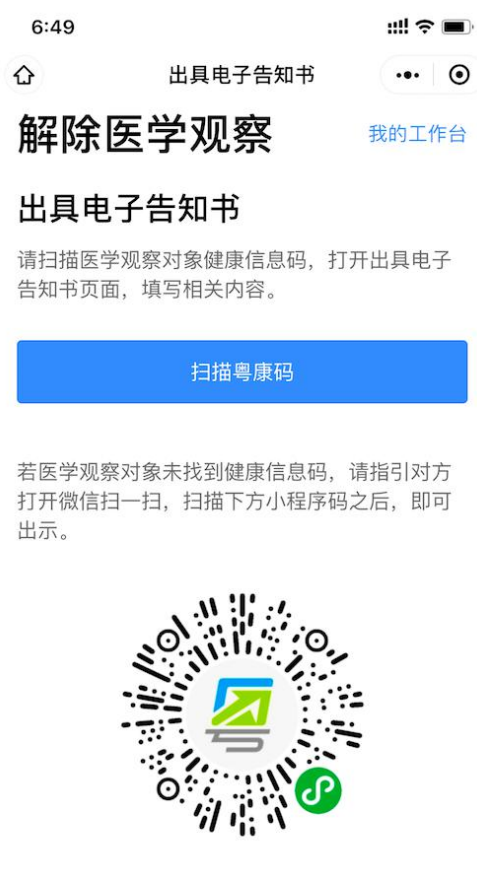 6:49
出具电子告知书
解除医学观察
我的工作台
出具电子告知书
请扫描医学观察对象健康信息码，打开出具电子
告知书页面，填写相关内容。
扫描粤康码
若医学观察对象未找到健康信息码，请指引对方
打开微信扫一扫，扫描下方小程序码之后，即可
出示。